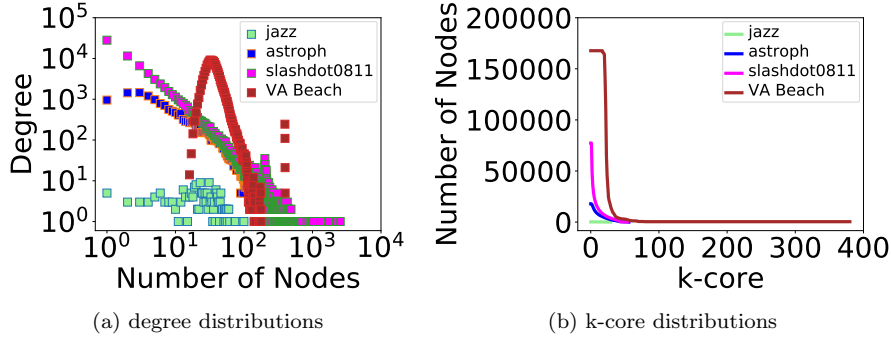 10^5
10^4
10^3
10^2
10^1
10^0
Degree
jazz
astroph
slashdot0811
VA Beach
10^0 10^1 10^2 10^3 10^4
Number of Nodes
(a) degree distributions
200000
150000
100000
50000
0
Number of Nodes
jazz
astroph
slashdot0811
VA Beach
0 100 200 300 400
k-core
(b) k-core distributions